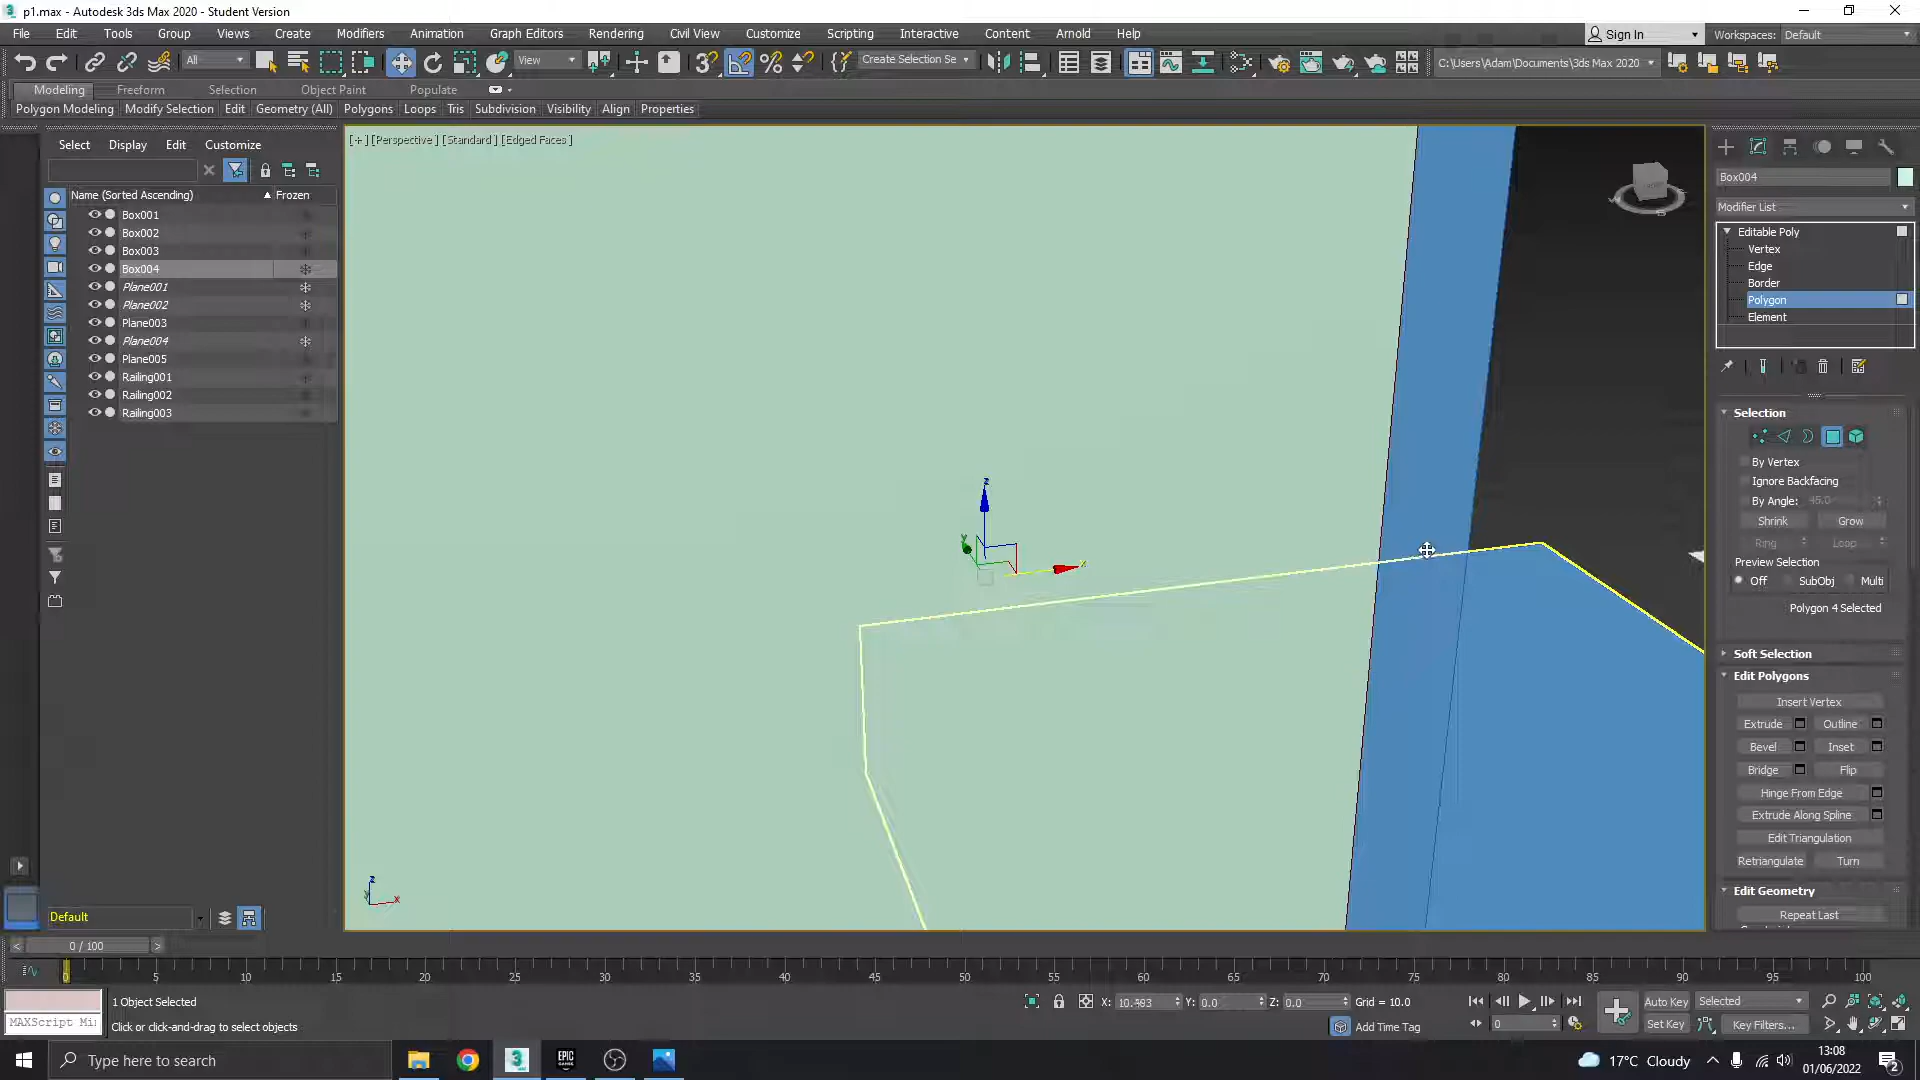 p1.max - Autodesk 3ds Max 2020 - Student Version
File Edit Tools Group Views Create Modifiers Animation Graph Editors Rendering Civil View Customize Scripting Interactive Content Arnold Help
Sign In Workspaces: Default
All View Create Selection Se C:\Users\Adam\Documents\3ds Max 2020
Modeling Freeform Selection Object Paint Populate
Polygon Modeling Modify Selection Edit Geometry (All) Polygons Loops Tris Subdivision Visibility Align Properties
Select Display Edit Customize
Name (Sorted Ascending) Frozen
Box001
Box002
Box003
Box004
Plane001
Plane002
Plane003
Plane004
Plane005
Railing001
Railing002
Railing003
Default
[+] [Perspective] [Standard] [Edged Faces]
z
y
x
z
y
x
Box004
Modifier List
Editable Poly
Vertex
Edge
Border
Polygon
Element
Selection
By Vertex
Ignore Backfacing
By Angle: 45.0
Shrink Grow
Ring Loop
Preview Selection
Off SubObj Multi
Polygon 4 Selected
Soft Selection
Edit Polygons
Insert Vertex
Extrude Outline
Bevel Inset
Bridge Flip
Hinge From Edge
Extrude Along Spline
Edit Triangulation
Retriangulate Turn
Edit Geometry
Repeat Last
< 0 / 100 >
0 5 10 15 20 25 30 35 40 45 50 55 60 65 70 75 80 85 90 95 100
1 Object Selected
X: 10.493 Y: 0.0 Z: 0.0 Grid = 10.0
Auto Key Selected
MAXScript Mi
Click or click-and-drag to select objects
Add Time Tag
0
Set Key Key Filters...
Type here to search
17°C Cloudy
13:08
01/06/2022
2